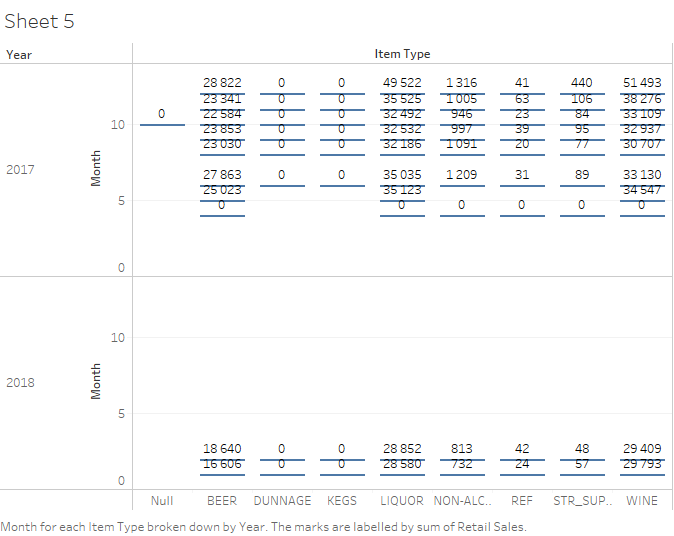 Sheet 5
Year Item Type
28 822 0 0 49 522 1 316 41 440 51 493
23 341 0 0 35 525 1 005 63 106 38 276
0 22 584 0 0 32 492 946 23 84 33 109
10 23 853 0 0 32 532 997 39 95 32 937
23 030 0 0 32 186 1 091 20 77 30 707
2017 Month
27 863 0 0 35 035 1 209 31 89 33 130
25 023 35 123 34 547
5 0 0 0 0 0 0
0
10
2018 Month
5
18 640 0 0 28 852 813 42 48 29 409
16 606 0 0 28 580 732 24 57 29 793
0
Null BEER DUNNAGE KEGS LIQUOR NON-ALC.. REF STR_SUP.. WINE
Month for each Item Type broken down by Year. The marks are labelled by sum of Retail Sales.